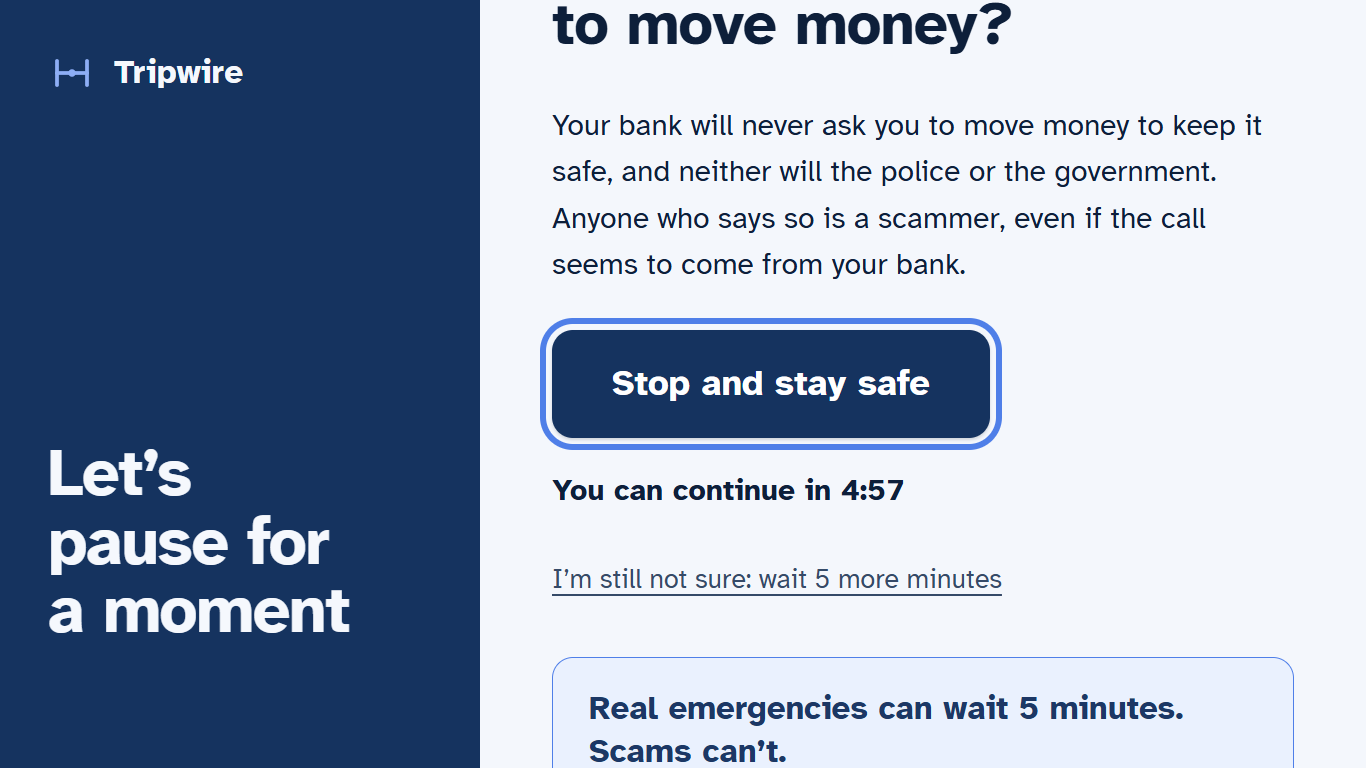 Tripwire
Let’s
pause for
a moment
to move money?
Your bank will never ask you to move money to keep it
safe, and neither will the police or the government.
Anyone who says so is a scammer, even if the call
seems to come from your bank.
Stop and stay safe
You can continue in 4:57
I’m still not sure: wait 5 more minutes
Real emergencies can wait 5 minutes.
Scams can’t.